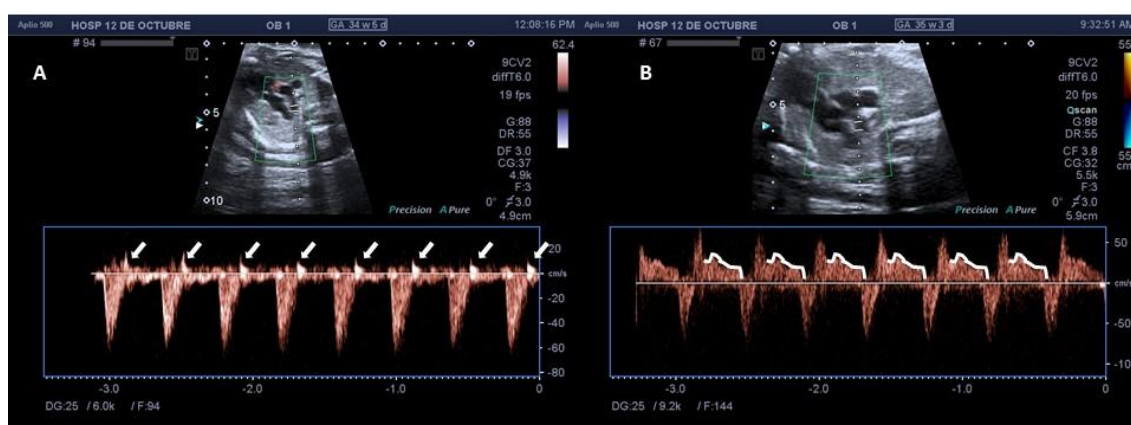 Aplio 500 HOSP 12 DE OCTUBRE OB 1 GA 34 w 5 d 12:08:16 PM
# 94
A
62.4
9CV2
diffT6.0
19 fps
G:88
DR:55
DF 3.0
CG:37
4.9k
F:3
0° 3.0
4.9cm
5
10
Precision A Pure
20
cm/s
-20
-40
-60
-80
-3.0 -2.0 -1.0 0
DG:25 / 6.0k / F:94
Aplio 500 HOSP 12 DE OCTUBRE OB 1 GA 35 w 3 d 9:32:51 AM
# 67
B
55
9CV2
diffT6.0
20 fps
Qscan
G:88
DR:55
CF 3.8
CG:32
5.5k
F:3
0° 3.0
5.9cm
55
cm
5
Precision A Pure
50
cm/s
-50
-10
-3.0 -2.0 -1.0 0
DG:25 / 9.2k / F:144